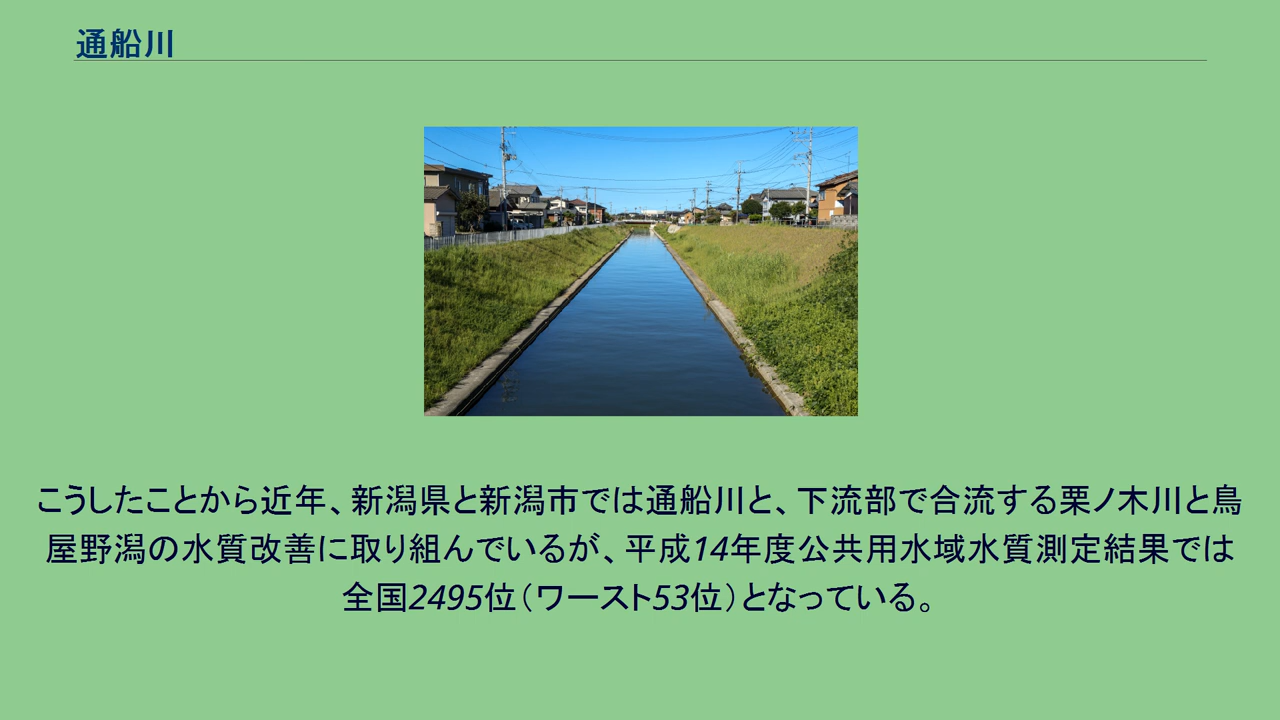 通船川
こうしたことから近年、新潟県と新潟市では通船川と、下流部で合流する栗ノ木川と鳥
屋野潟の水質改善に取り組んでいるが、平成14年度公共用水域水質測定結果では
全国2495位（ワースト53位）となっている。